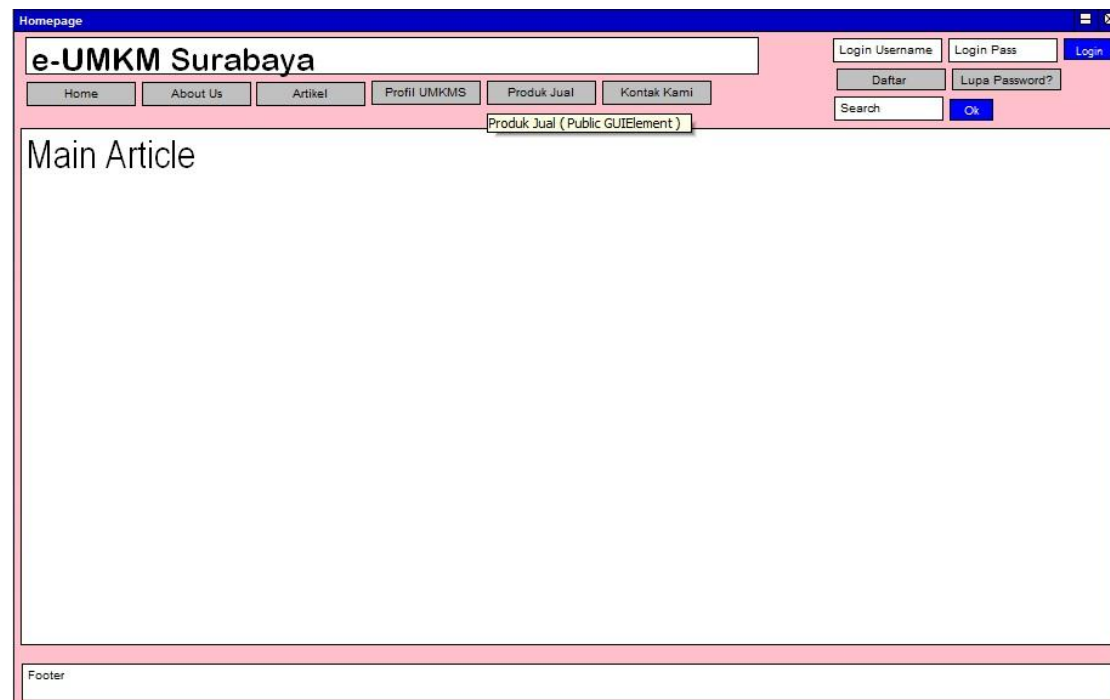 Homepage
e-UMKM Surabaya
Login Username Login Pass Login
Daftar Lupa Password?
Home About Us Artikel Profil UMKMS Produk Jual Kontak Kami
Search Ok
Produk Jual ( Public GUIElement )
Main Article
Footer